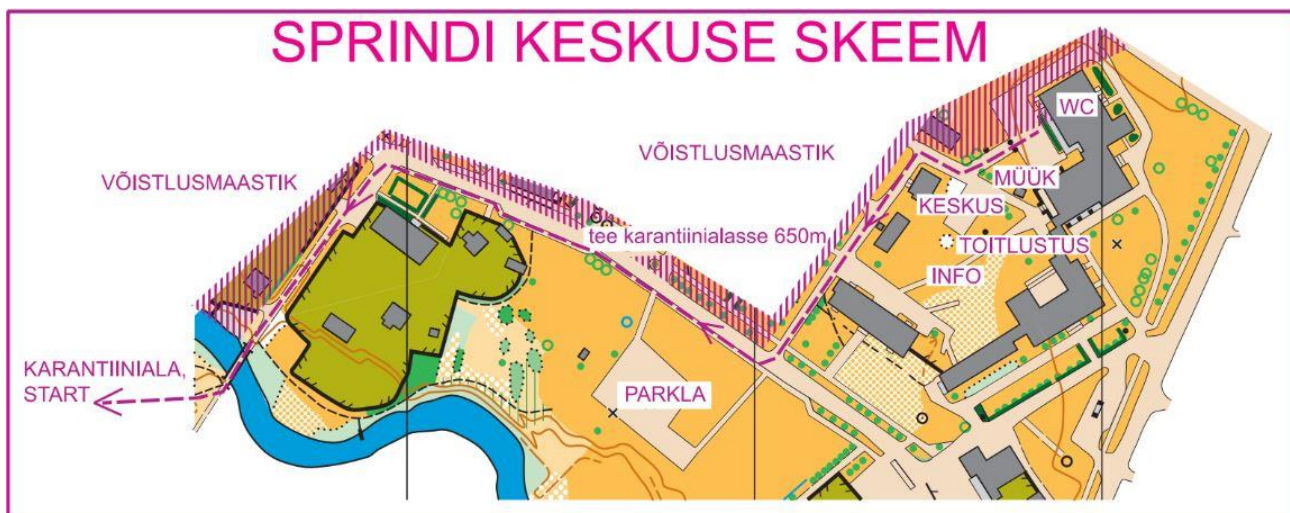 SPRINDI KESKUSE SKEEM
WC
VÕISTLUSMAASTIK
VÕISTLUSMAASTIK
MÜÜK
KESKUS
tee karantiinialasse 650m
TOITLUSTUS
INFO
KARANTIINIALA,
START
PARKLA